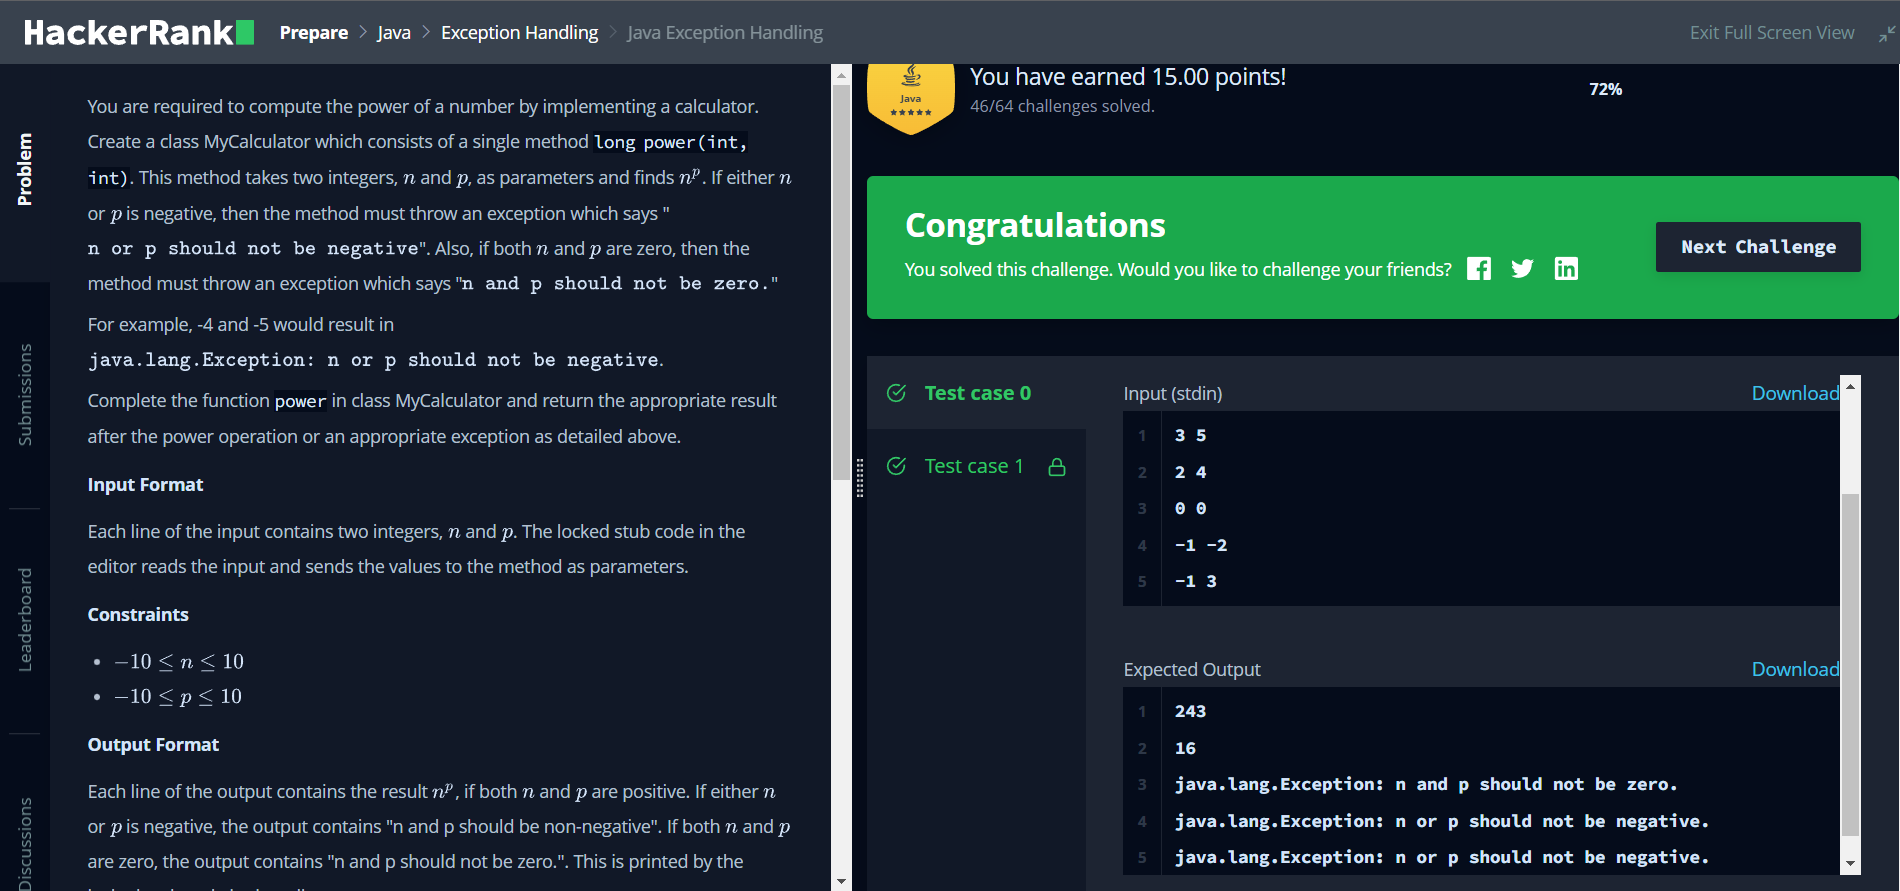 HackerRank
Prepare > Java > Exception Handling > Java Exception Handling
Exit Full Screen View
Problem
Submissions
Leaderboard
Discussions
You are required to compute the power of a number by implementing a calculator.
Create a class MyCalculator which consists of a single method long power(int,
int). This method takes two integers, n and p, as parameters and finds n^p. If either n
or p is negative, then the method must throw an exception which says "
n or p should not be negative". Also, if both n and p are zero, then the
method must throw an exception which says "n and p should not be zero."
For example, -4 and -5 would result in
java.lang.Exception: n or p should not be negative.
Complete the function power in class MyCalculator and return the appropriate result
after the power operation or an appropriate exception as detailed above.
Input Format
Each line of the input contains two integers, n and p. The locked stub code in the
editor reads the input and sends the values to the method as parameters.
Constraints
• −10 ≤ n ≤ 10
• −10 ≤ p ≤ 10
Output Format
Each line of the output contains the result n^p, if both n and p are positive. If either n
or p is negative, the output contains "n and p should be non-negative". If both n and p
are zero, the output contains "n and p should not be zero.". This is printed by the
Java
You have earned 15.00 points!
46/64 challenges solved.
72%
Congratulations
You solved this challenge. Would you like to challenge your friends?
Next Challenge
Test case 0
Test case 1
Input (stdin)
Download
1 3 5
2 2 4
3 0 0
4 -1 -2
5 -1 3
Expected Output
Download
1 243
2 16
3 java.lang.Exception: n and p should not be zero.
4 java.lang.Exception: n or p should not be negative.
5 java.lang.Exception: n or p should not be negative.